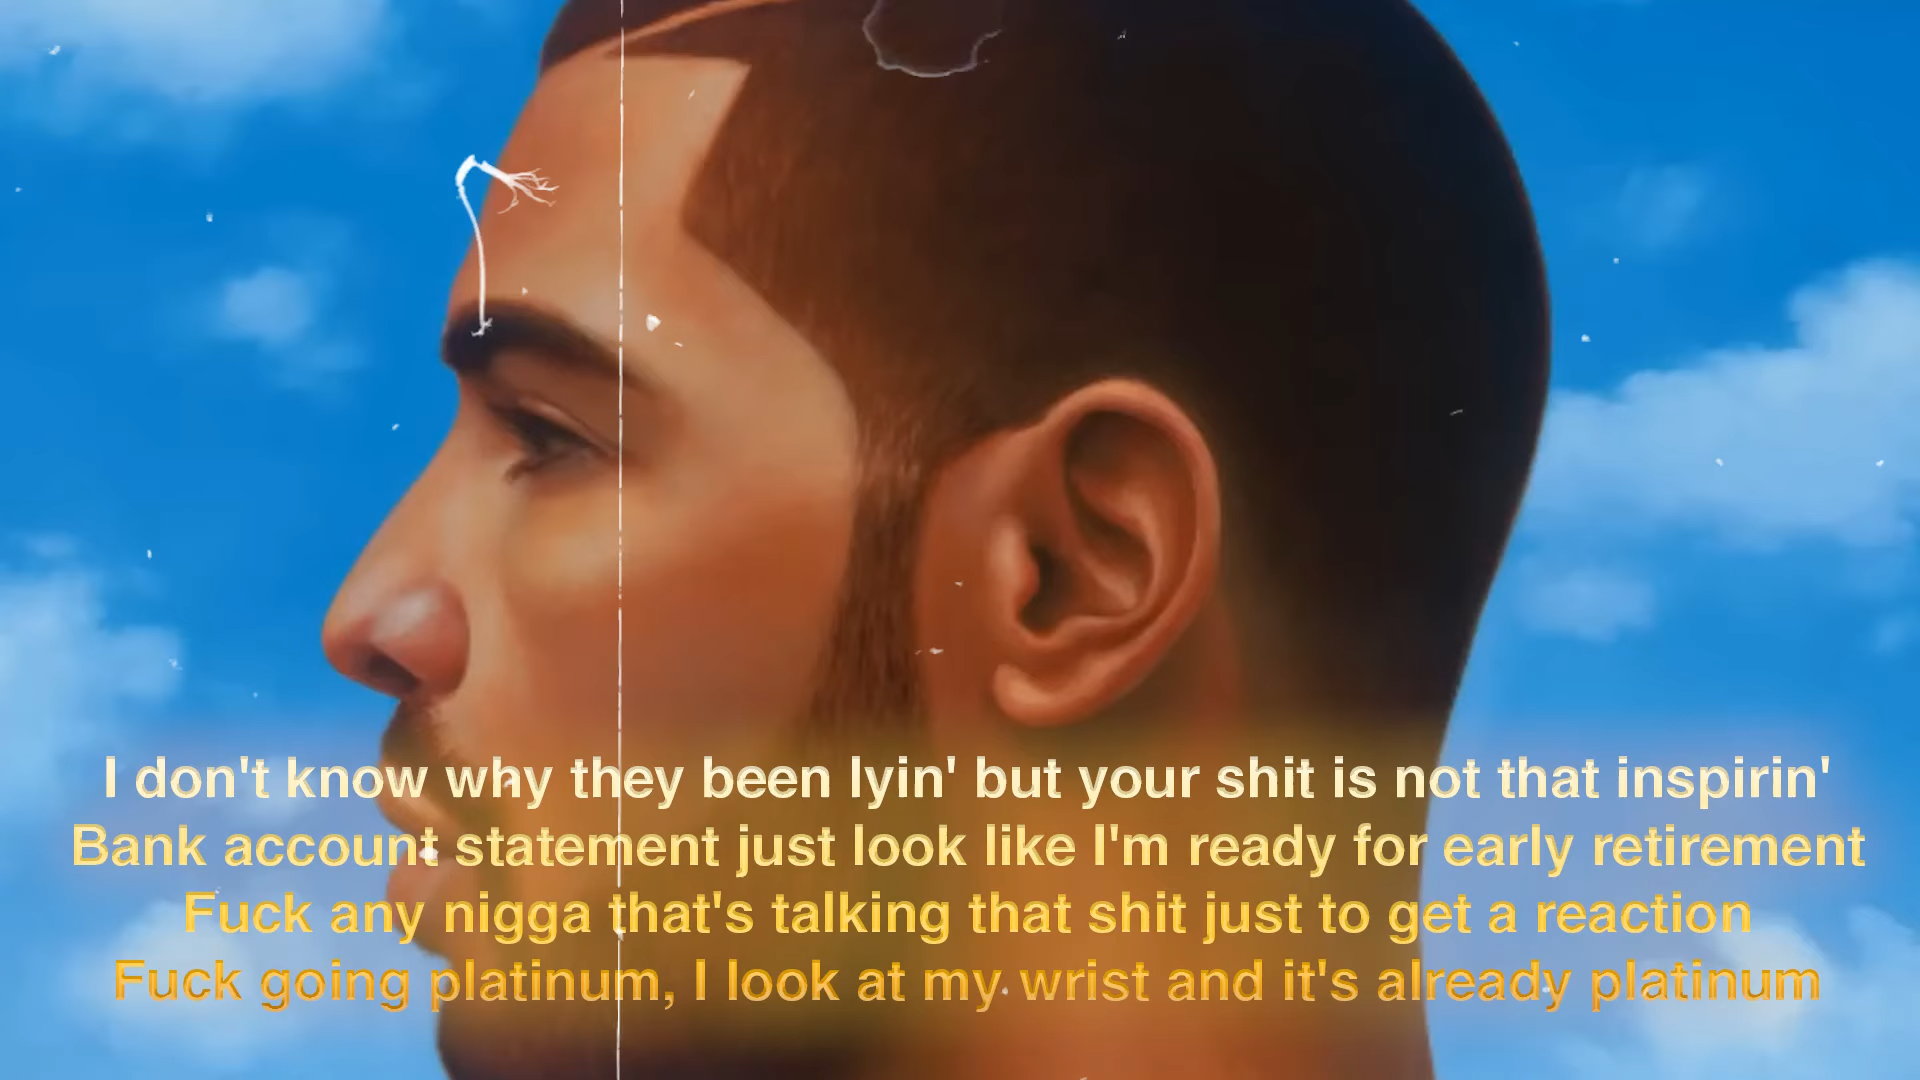 I don't know why they been lyin' but your shit is not that inspirin'
Bank account statement just look like I'm ready for early retirement
Fuck any nigga that's talking that shit just to get a reaction
Fuck going platinum, I look at my wrist and it's already platinum